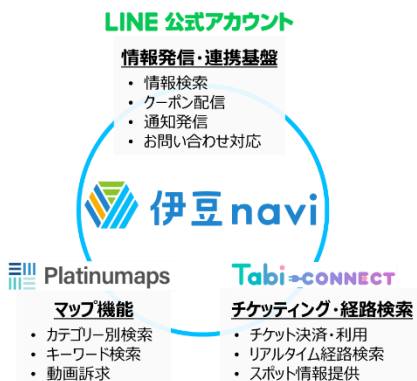 LINE 公式アカウント
情報発信・連携基盤
• 情報検索
• クーポン配信
• 通知発信
• お問い合わせ対応
伊豆navi
Platinumaps
マップ機能
• カテゴリー別検索
• キーワード検索
• 動画訴求
Tabi-CONNECT
チケッティング・経路検索
• チケット決済・利用
• リアルタイム経路検索
• スポット情報提供